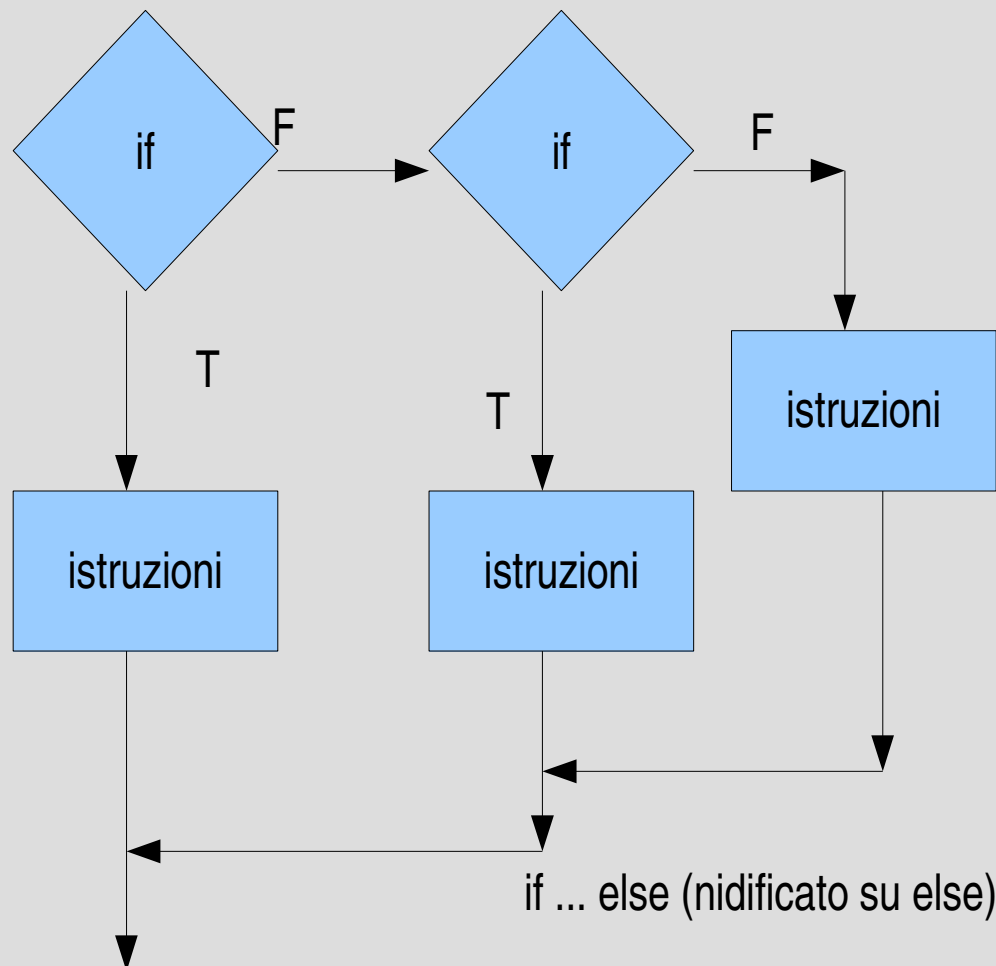 if
F
if
F
T
T
istruzioni
istruzioni
istruzioni
if ... else (nidificato su else)